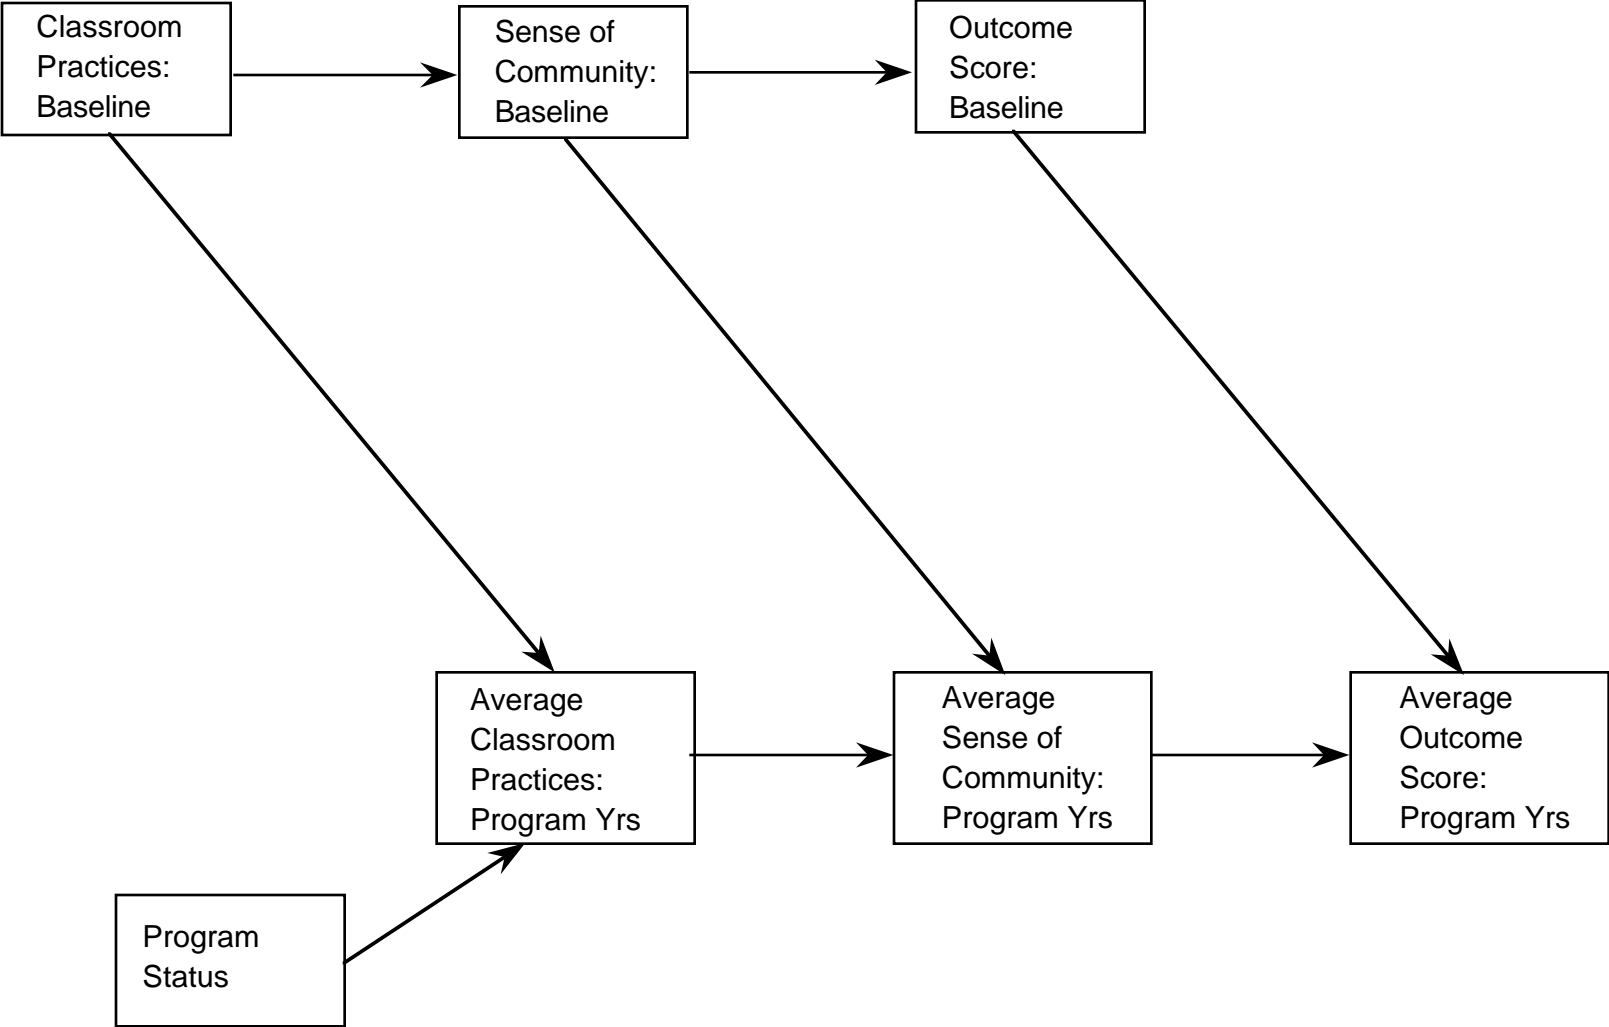 Classroom
Practices:
Baseline
Sense of
Community:
Baseline
Outcome
Score:
Baseline
Average
Classroom
Practices:
Program Yrs
Average
Sense of
Community:
Program Yrs
Average
Outcome
Score:
Program Yrs
Program
Status